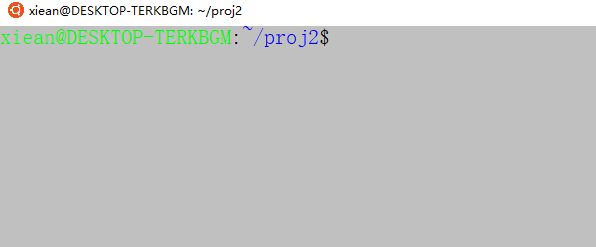 xiean@DESKTOP-TERKBGM: ~/proj2
xiean@DESKTOP-TERKBGM:~/proj2$